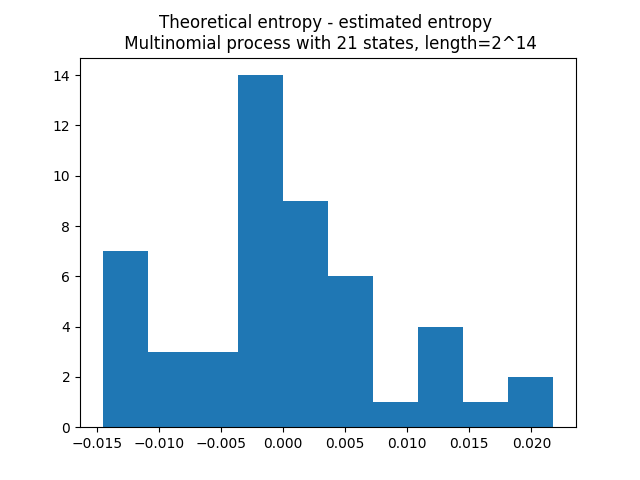 Theoretical entropy - estimated entropy
Multinomial process with 21 states, length=2^14
14
12
10
8
6
4
2
0
−0.015 −0.010 −0.005 0.000 0.005 0.010 0.015 0.020